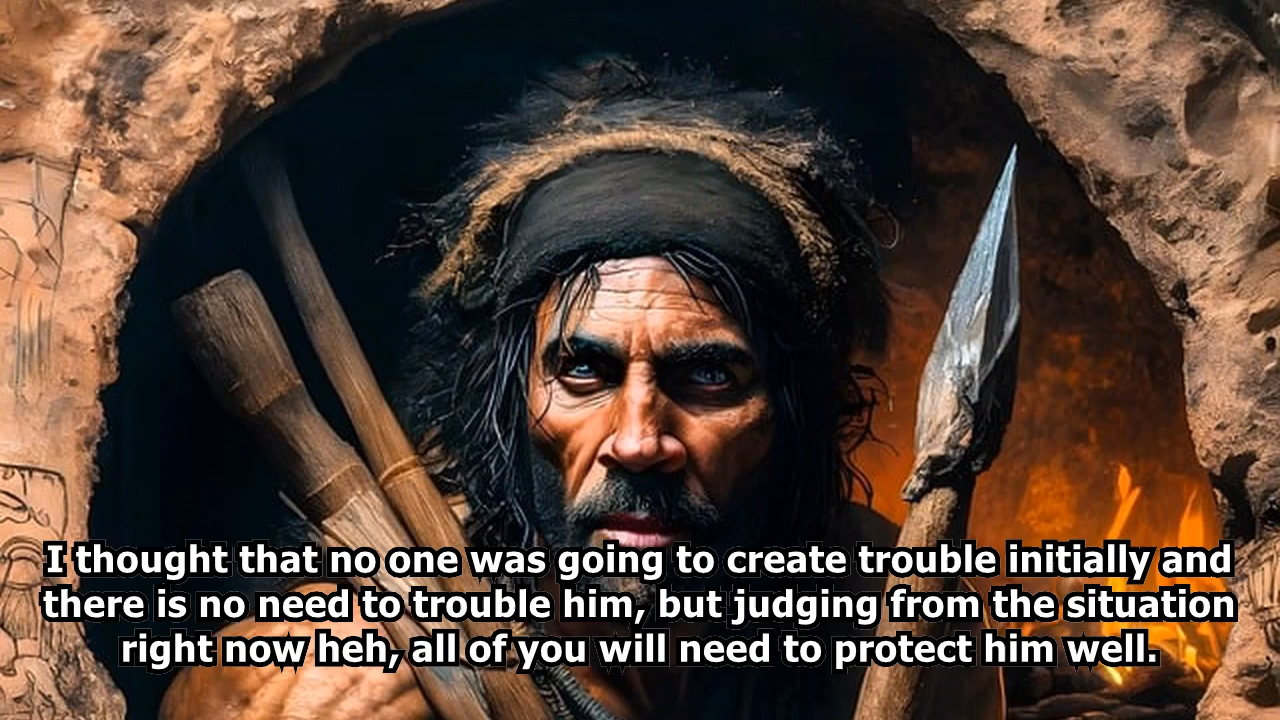 I thought that no one was going to create trouble initially and
there is no need to trouble him, but judging from the situation
right now heh, all of you will need to protect him well.